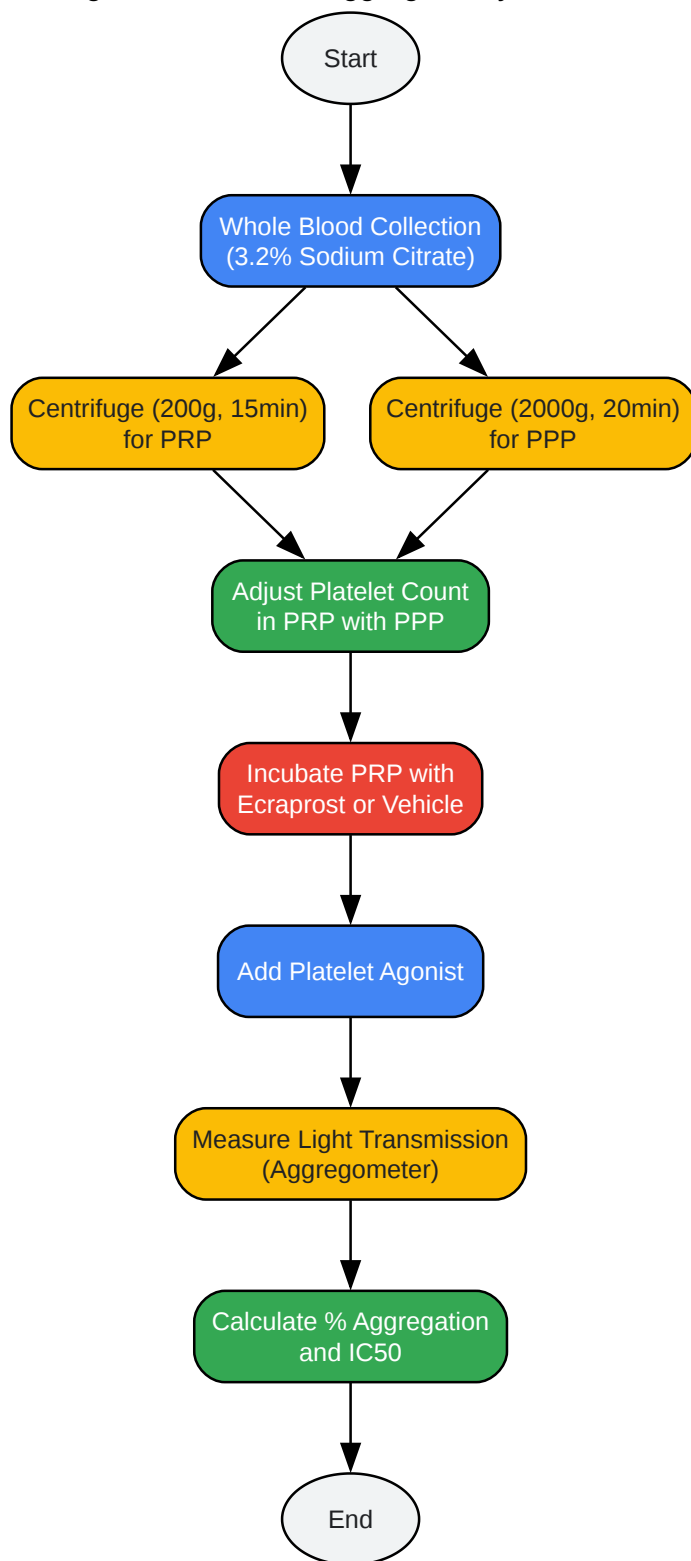 Start
Whole Blood Collection
(3.2% Sodium Citrate)
Centrifuge (200g, 15min)
for PRP
Centrifuge (2000g, 20min)
for PPP
Adjust Platelet Count
in PRP with PPP
Incubate PRP with
Ecraprost or Vehicle
Add Platelet Agonist
Measure Light Transmission
(Aggregometer)
Calculate % Aggregation
and IC50
End